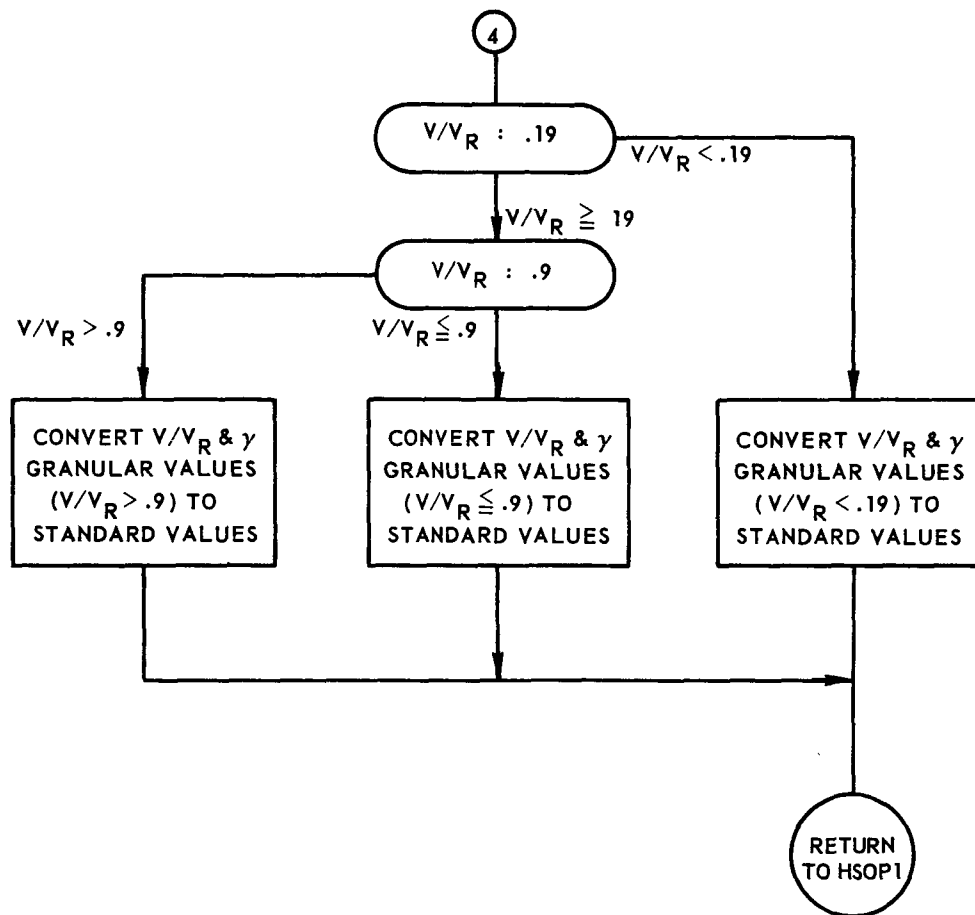 4
V/V_R : .19
V/V_R < .19
V/V_R ≧ 19
V/V_R : .9
V/V_R > .9
V/V_R ≦ .9
CONVERT V/V_R & γ
GRANULAR VALUES
(V/V_R > .9) TO
STANDARD VALUES
CONVERT V/V_R & γ
GRANULAR VALUES
(V/V_R ≦ .9) TO
STANDARD VALUES
CONVERT V/V_R & γ
GRANULAR VALUES
(V/V_R < .19) TO
STANDARD VALUES
RETURN
TO HSOP1